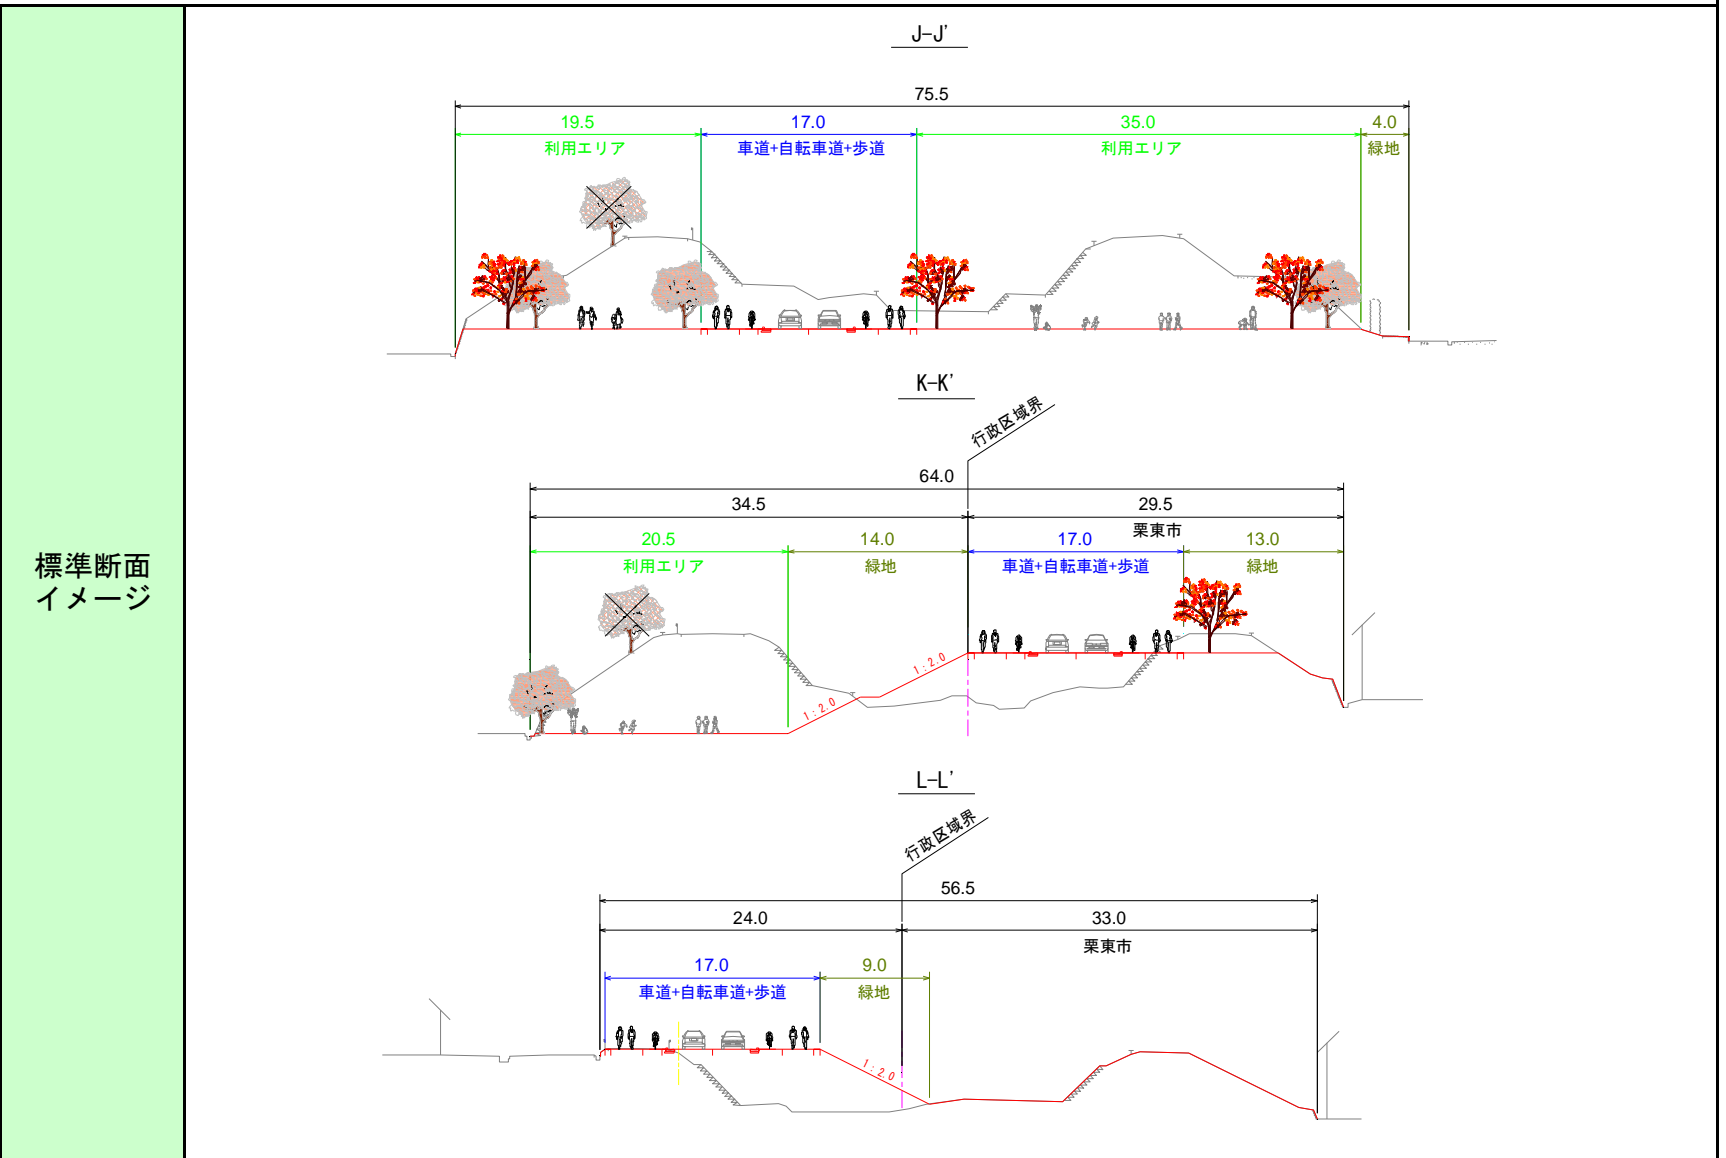 標準断面
イメージ
J-J'
75.5
19.5 17.0 35.0 4.0
利用エリア 車道+自転車道+歩道 利用エリア 緑地
K-K'
行政区域界
64.0
34.5 29.5
栗東市
20.5 14.0 17.0 13.0
利用エリア 緑地 車道+自転車道+歩道 緑地
1:2.0
1:2.0
L-L'
行政区域界
56.5
24.0 33.0
栗東市
17.0 9.0
車道+自転車道+歩道 緑地
1:2.0